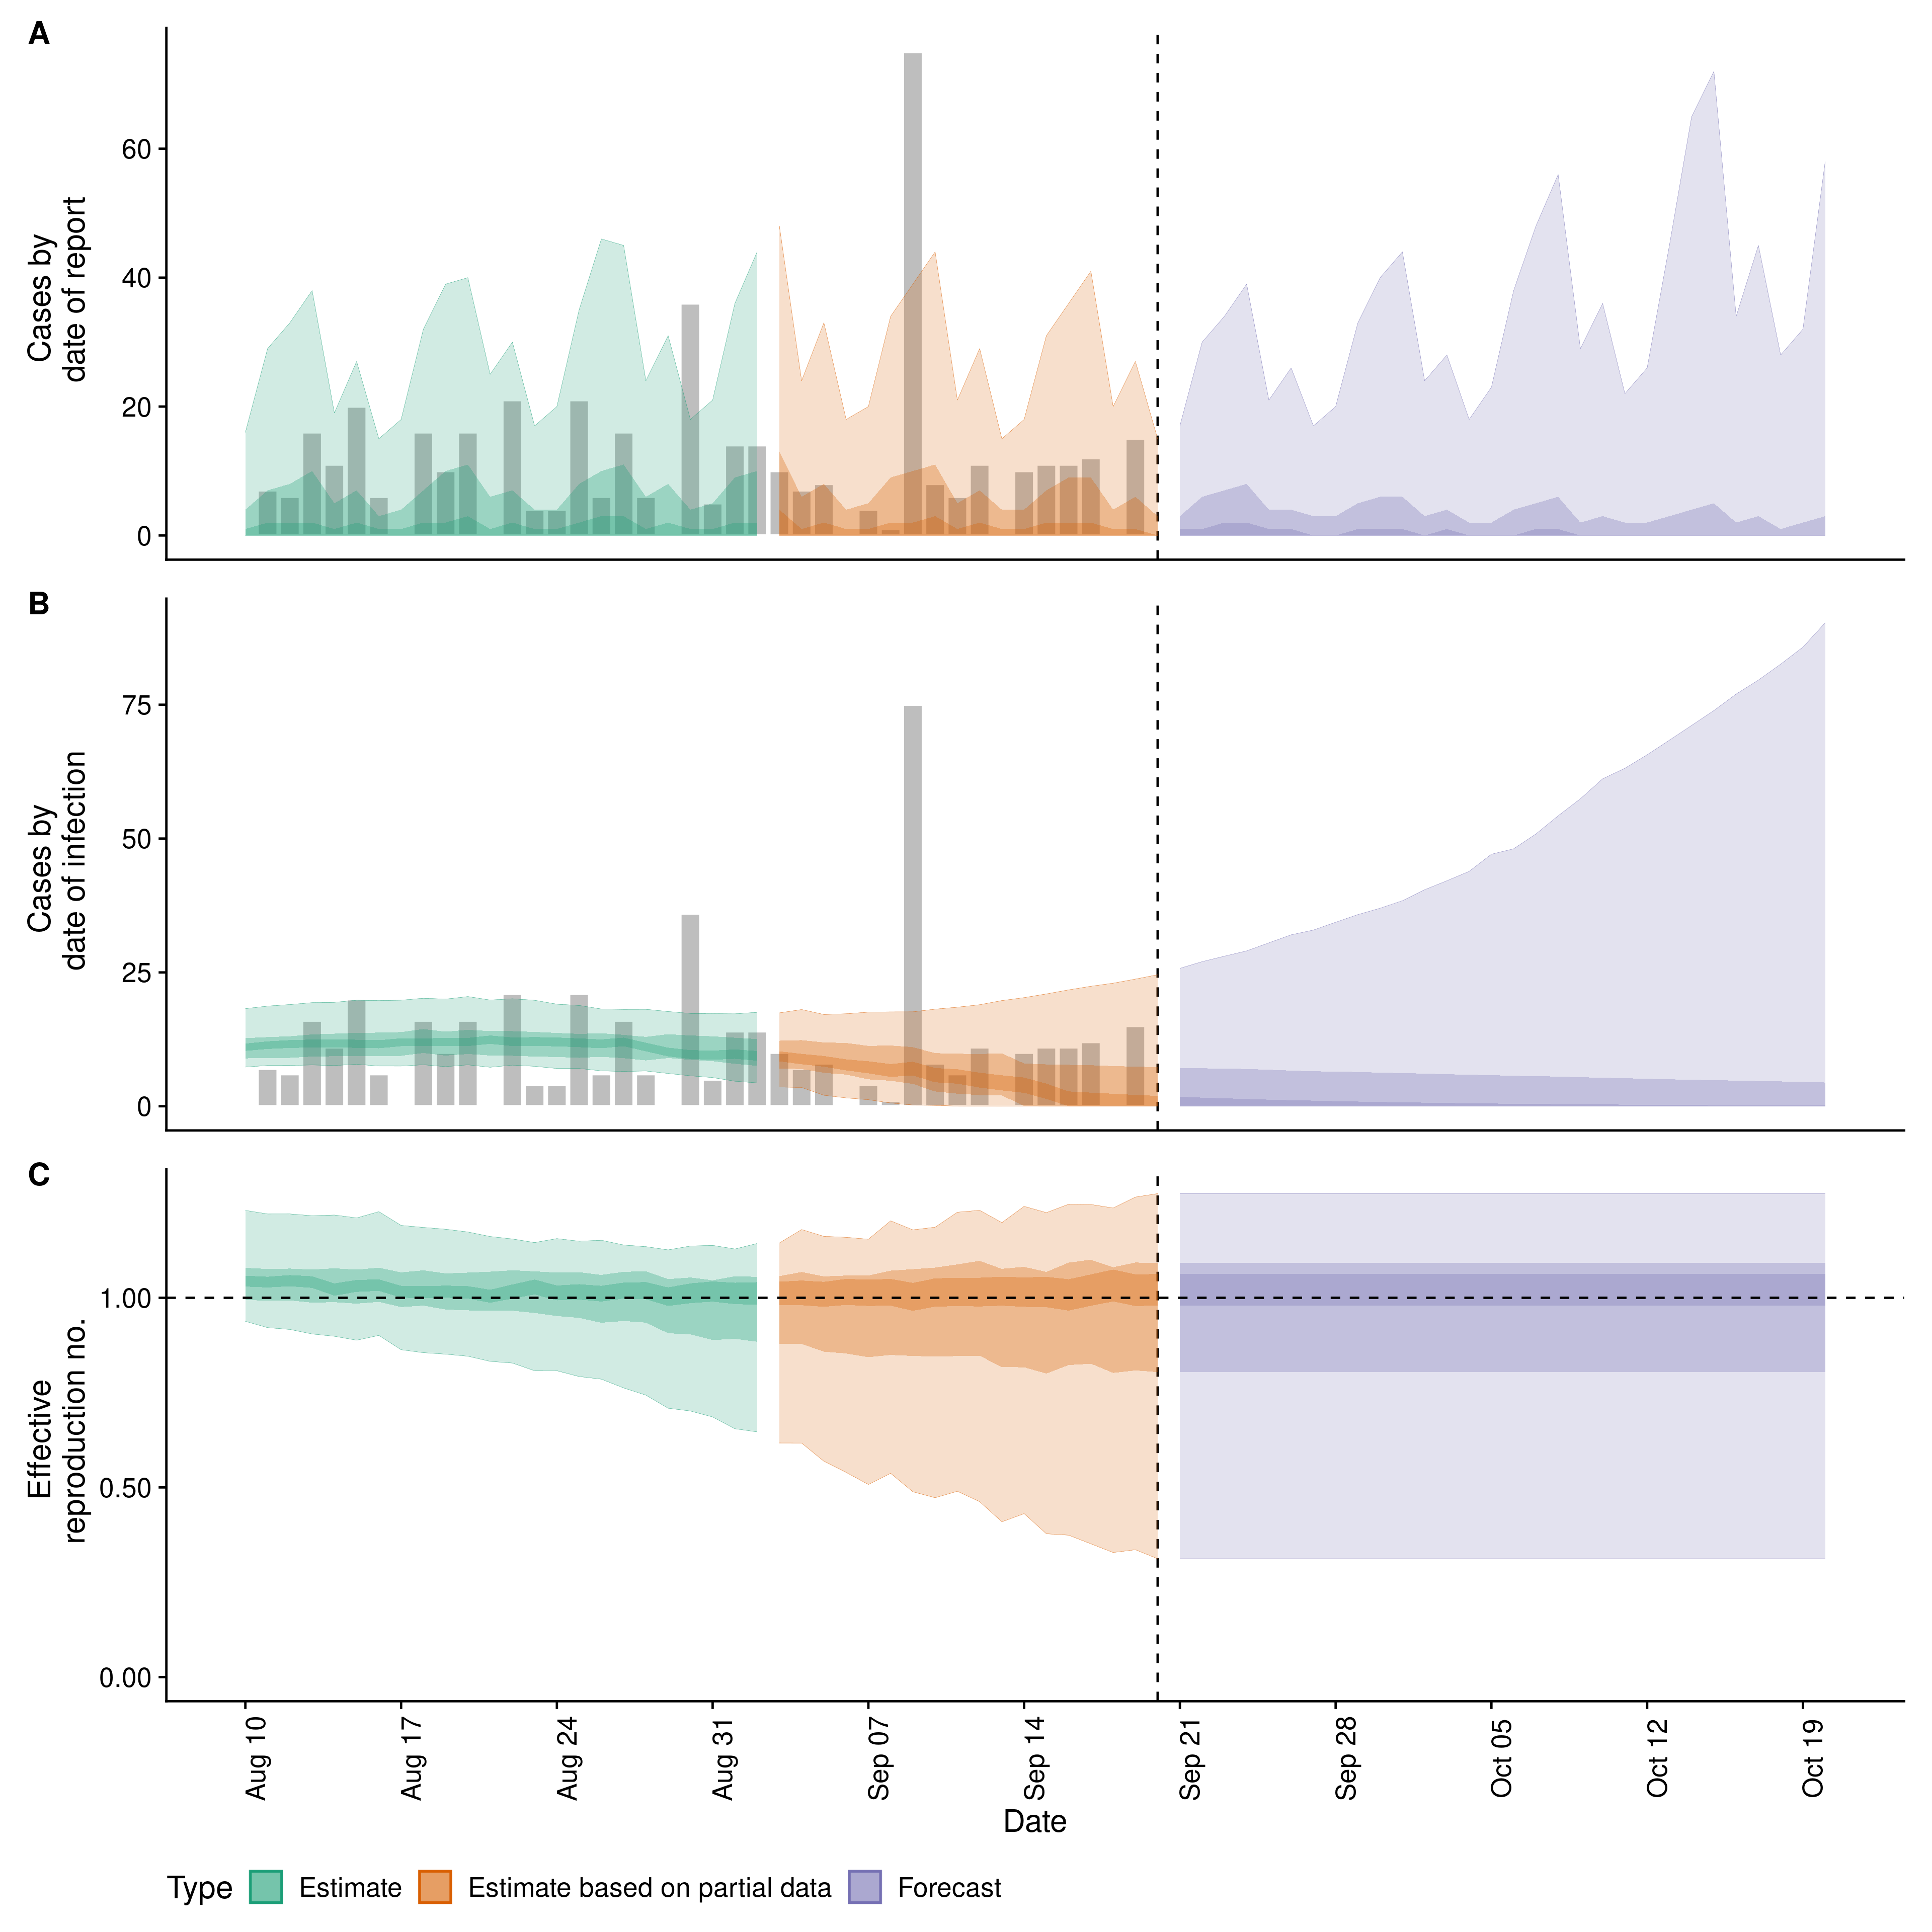 A
Cases by
date of report
60
40
20
0
B
Cases by
date of infection
75
50
25
0
C
Effective
reproduction no.
1.00
0.50
0.00
Aug 10
Aug 17
Aug 24
Aug 31
Sep 07
Sep 14
Sep 21
Sep 28
Oct 05
Oct 12
Oct 19
Date
Type Estimate Estimate based on partial data Forecast